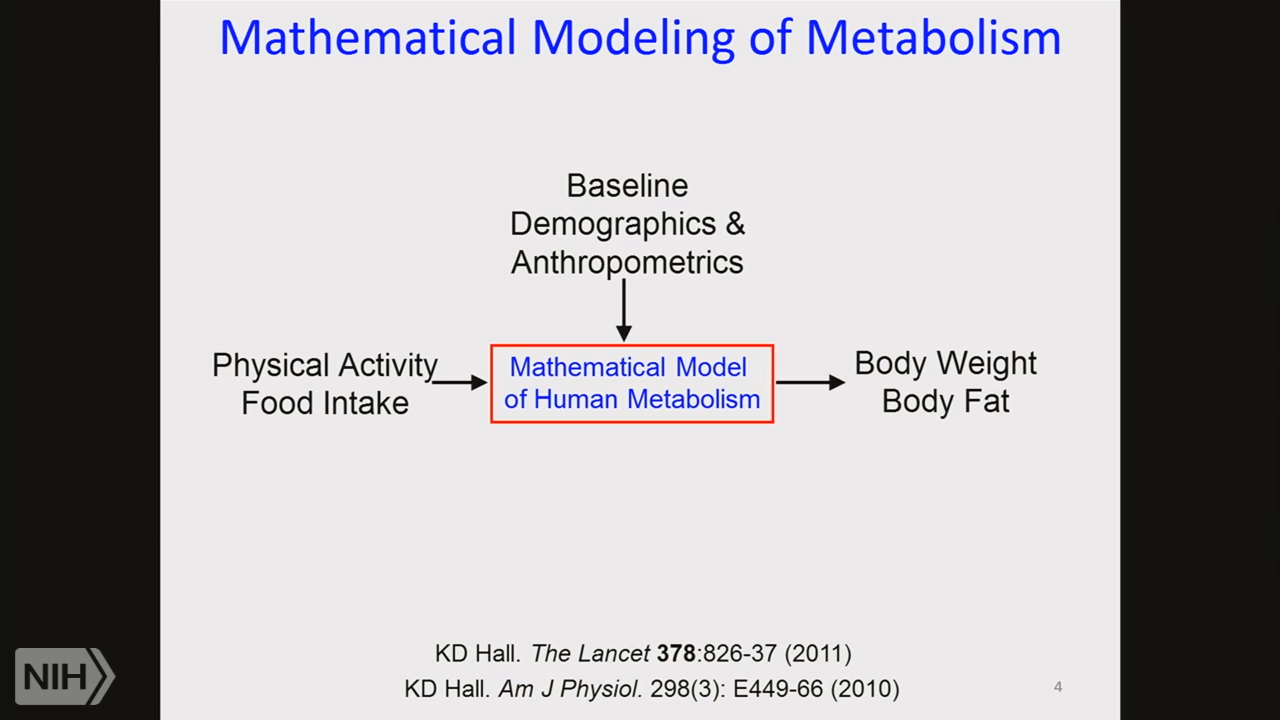 Mathematical Modeling of Metabolism
Baseline
Demographics &
Anthropometrics
Physical Activity
Food Intake
Mathematical Model
of Human Metabolism
Body Weight
Body Fat
KD Hall. The Lancet 378:826-37 (2011)
KD Hall. Am J Physiol. 298(3): E449-66 (2010)
4
NIH